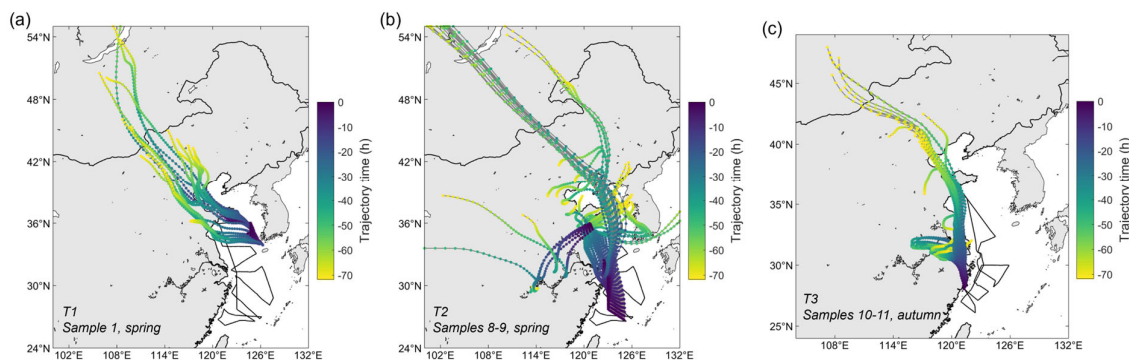 (a)
54°N
48°N
42°N
36°N
30°N
24°N
102°E 108°E 114°E 120°E 126°E 132°E
T1
Sample 1, spring
0
-10
-20
-30
-40
-50
-60
-70
Trajectory time (h)
(b)
54°N
48°N
42°N
36°N
30°N
24°N
102°E 108°E 114°E 120°E 126°E 132°E
T2
Samples 8-9, spring
0
-10
-20
-30
-40
-50
-60
-70
Trajectory time (h)
(c)
45°N
40°N
35°N
30°N
25°N
108°E 114°E 120°E 126°E 132°E
T3
Samples 10-11, autumn
0
-10
-20
-30
-40
-50
-60
-70
Trajectory time (h)